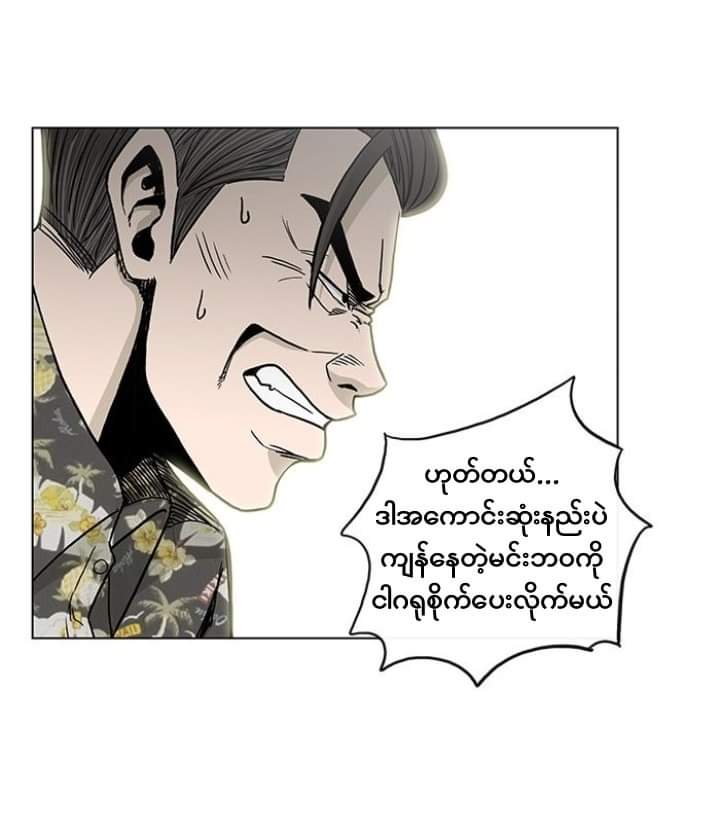 ဟုတ်တယ်...
ဒါအကောင်းဆုံးနည်းပဲ
ကျန်နေတဲ့မင်းဘဝကို
ငါဂရုစိုက်ပေးလိုက်မယ်